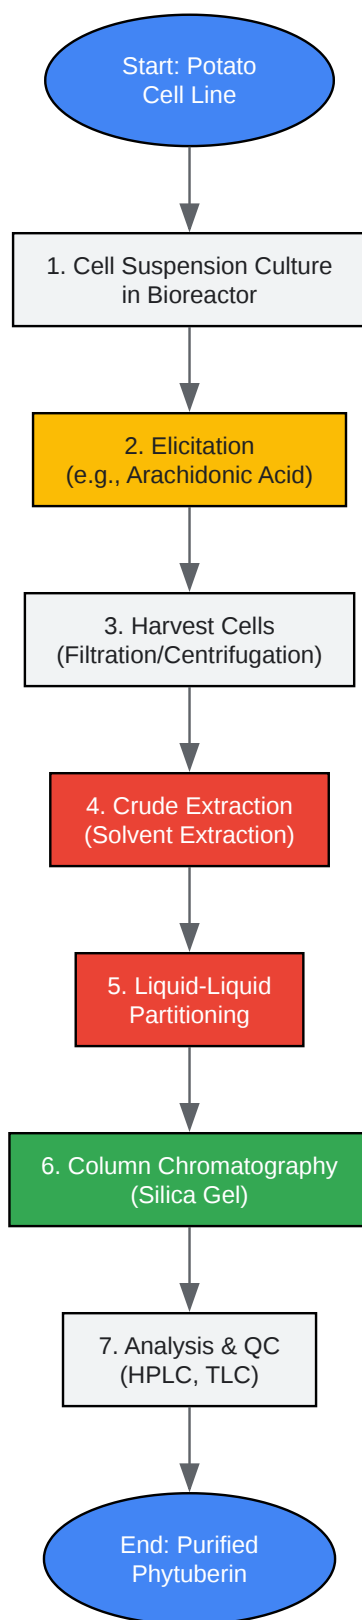 Start: Potato
Cell Line
1. Cell Suspension Culture
in Bioreactor
2. Elicitation
(e.g., Arachidonic Acid)
3. Harvest Cells
(Filtration/Centrifugation)
4. Crude Extraction
(Solvent Extraction)
5. Liquid-Liquid
Partitioning
6. Column Chromatography
(Silica Gel)
7. Analysis & QC
(HPLC, TLC)
End: Purified
Phytuberin